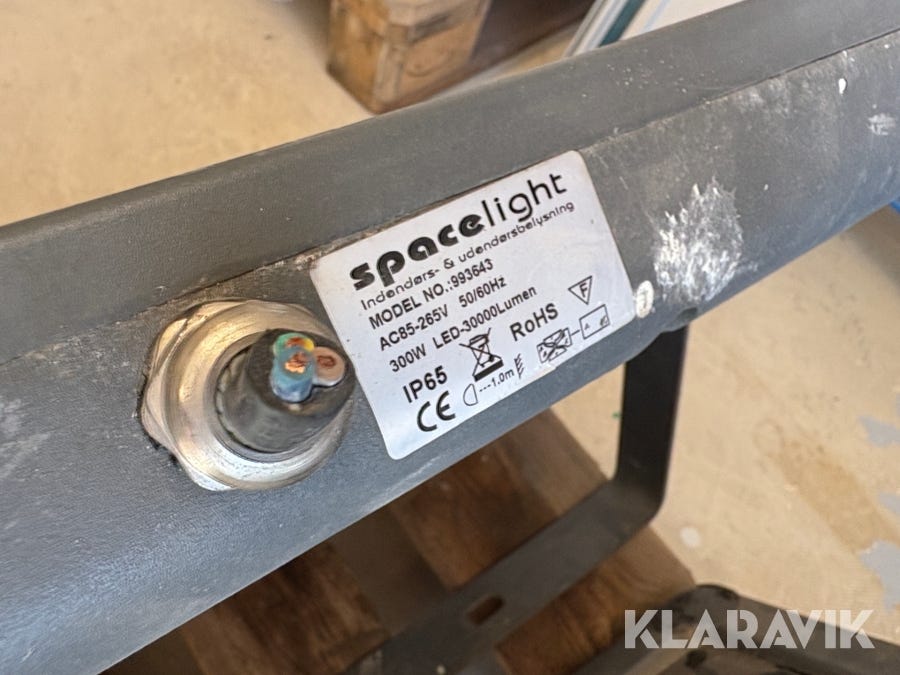 spacelight
Indendørs- & udendørsbelysning
MODEL NO.:993643
AC85-265V 50/60Hz
300W LED-30000Lumen
IP65 RoHS F
CE 1.0m
KLARAVIK